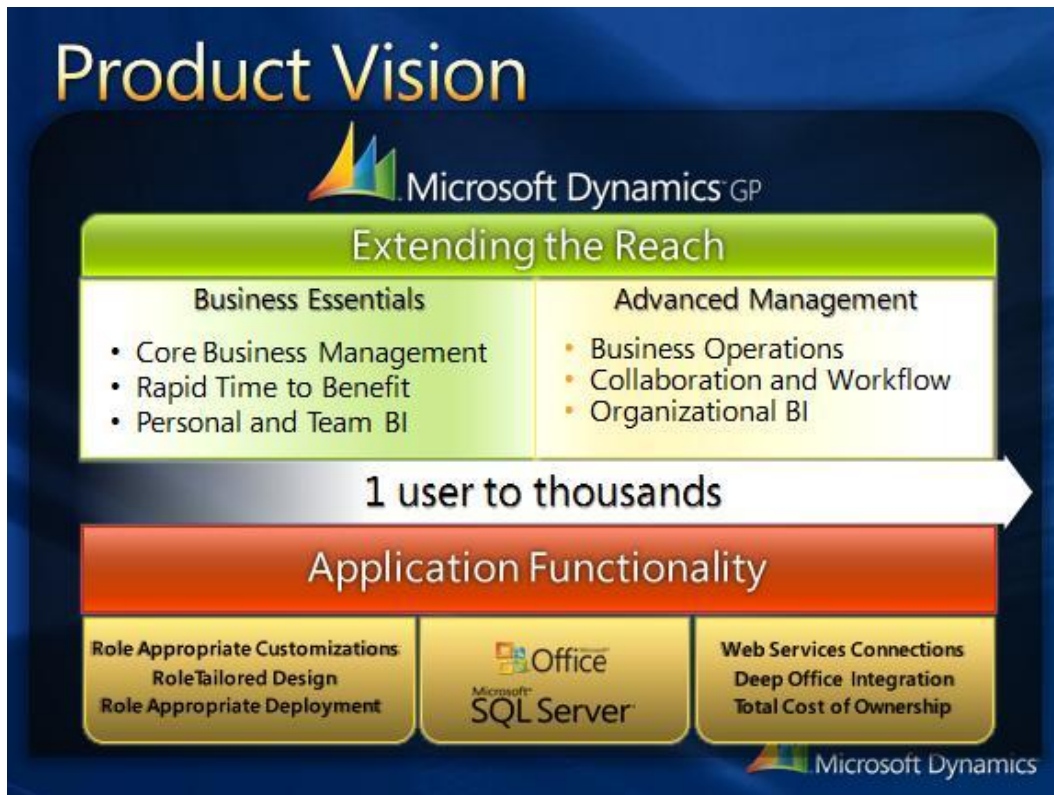 Product Vision
Microsoft Dynamics GP
Extending the Reach
Business Essentials
• Core Business Management
• Rapid Time to Benefit
• Personal and Team BI
Advanced Management
• Business Operations
• Collaboration and Workflow
• Organizational BI
1 user to thousands
Application Functionality
Role Appropriate Customizations
RoleTailored Design
Role Appropriate Deployment
Microsoft
Office
Microsoft
SQL Server
Web Services Connections
Deep Office Integration
Total Cost of Ownership
Microsoft Dynamics